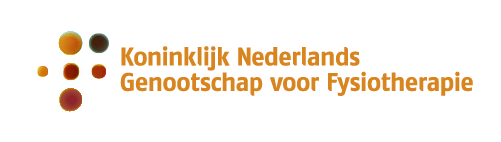 Koninklijk Nederlands
Genootschap voor Fysiotherapie